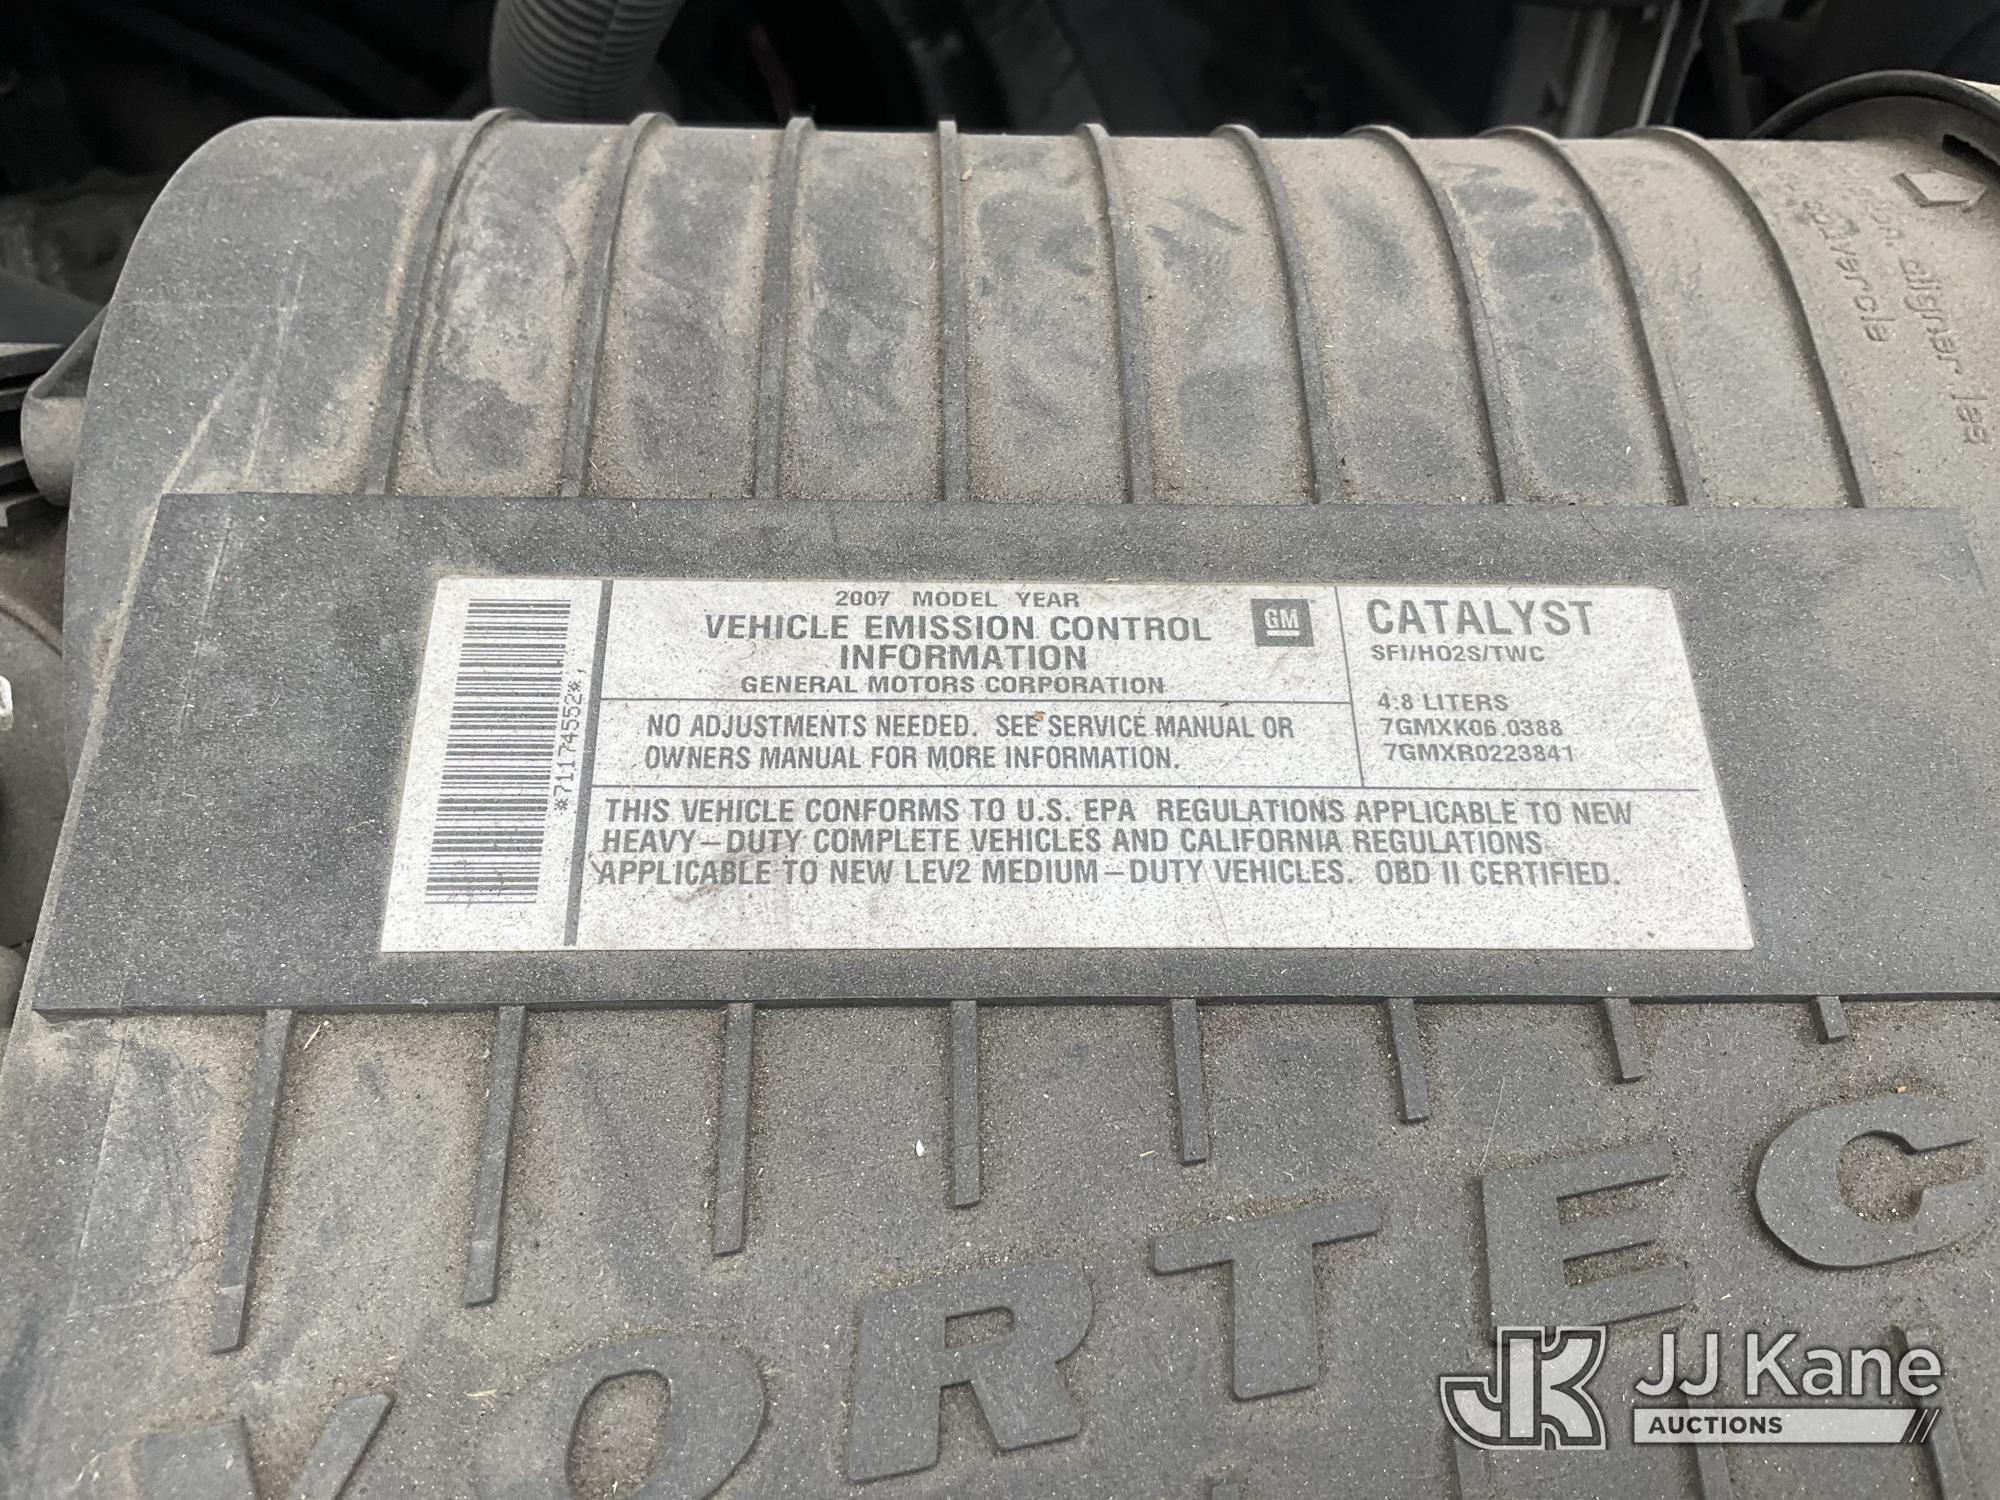 2007 MODEL YEAR
VEHICLE EMISSION CONTROL
INFORMATION
GENERAL MOTORS CORPORATION
GM
CATALYST
SFI/HO2S/TWC
4.8 LITERS
7GMXK06.0388
7GMXR0223841
NO ADJUSTMENTS NEEDED. SEE SERVICE MANUAL OR
OWNERS MANUAL FOR MORE INFORMATION.
*71174552*
THIS VEHICLE CONFORMS TO U.S. EPA REGULATIONS APPLICABLE TO NEW
HEAVY-DUTY COMPLETE VEHICLES AND CALIFORNIA REGULATIONS
APPLICABLE TO NEW LEV2 MEDIUM-DUTY VEHICLES. OBD II CERTIFIED.
VORTEC
JK JJ Kane
AUCTIONS